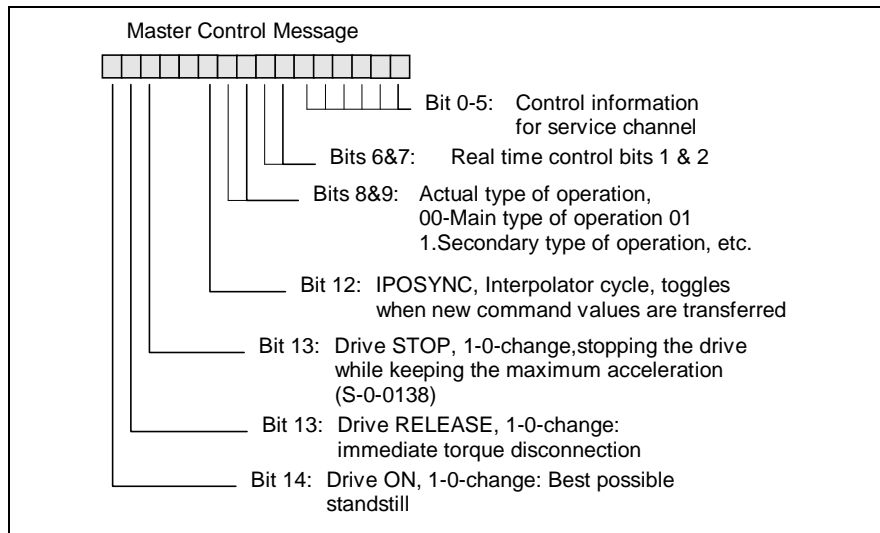 Master Control Message
Bit 0-5: Control information
for service channel
Bits 6&7: Real time control bits 1 & 2
Bits 8&9: Actual type of operation,
00-Main type of operation 01
1.Secondary type of operation, etc.
Bit 12: IPOSYNC, Interpolator cycle, toggles
when new command values are transferred
Bit 13: Drive STOP, 1-0-change,stopping the drive
while keeping the maximum acceleration
(S-0-0138)
Bit 13: Drive RELEASE, 1-0-change:
immediate torque disconnection
Bit 14: Drive ON, 1-0-change: Best possible
standstill